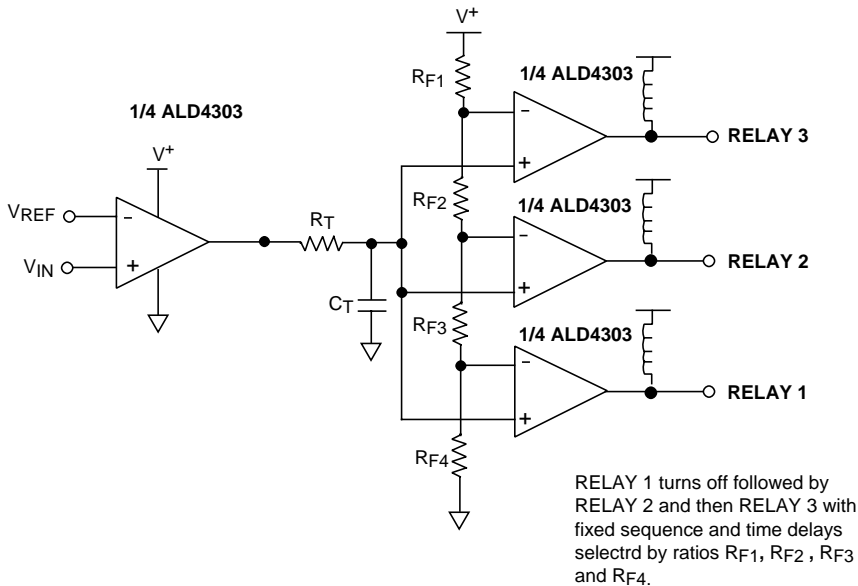 V+
1/4 ALD4303
RF1
1/4 ALD4303
V+
RELAY 3
1/4 ALD4303
VREF
RT
RF2
VIN
RELAY 2
CT
RF3
1/4 ALD4303
RELAY 1
RF4
RELAY 1 turns off followed by
RELAY 2 and then RELAY 3 with
fixed sequence and time delays
selectrd by ratios RF1, RF2 , RF3
and RF4.